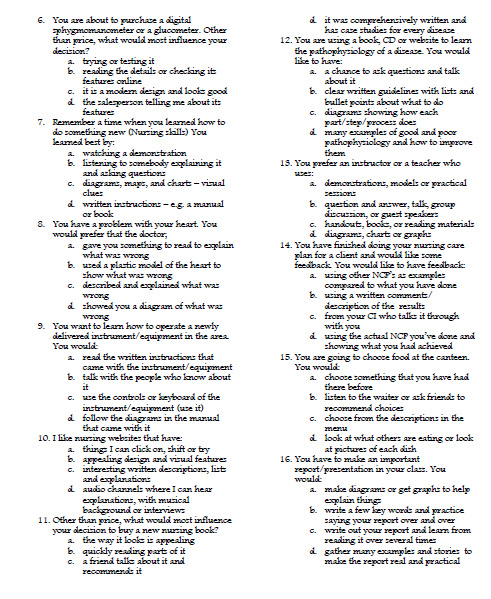 6. You are about to purchase a digital
sphygmomanometer or a glucometer. Other
than price, what would most influence your
decision?
a. trying or testing it
b. reading the details or checking its
features online
c. it is a modern design and looks good
d. the salesperson telling me about its
features
7. Remember a time when you learned how to
do something new (Nursing skills) You
learned best by:
a. watching a demonstration
b. listening to somebody explaining it
and asking questions
c. diagrams, maps, and charts – visual
clues
d. written instructions – e.g. a manual
or book
8. You have a problem with your heart. You
would prefer that the doctor;
a. gave you something to read to explain
what was wrong
b. used a plastic model of the heart to
show what was wrong
c. described and explained what was
wrong
d. showed you a diagram of what was
wrong
9. You want to learn how to operate a newly
delivered instrument/equipment in the area.
You would:
a. read the written instructions that
came with the instrument/equipment
b. talk with the people who know about
it
c. use the controls or keyboard of the
instrument/equipment (use it)
d. follow the diagrams in the manual
that came with it
10. I like nursing websites that have:
a. things I can click on, shift or try
b. appealing design and visual features
c. interesting written descriptions, lists
and explanations
d. audio channels where I can hear
explanations, with musical
background or interviews
11. Other than price, what would most influence
your decision to buy a new nursing book?
a. the way it looks is appealing
b. quickly reading parts of it
c. a friend talks about it and
recommends it
d. it was comprehensively written and
has case studies for every disease
12. You are using a book, CD or website to learn
the pathophysiology of a disease. You would
like to have:
a. a chance to ask questions and talk
about it
b. clear written guidelines with lists and
bullet points about what to do
c. diagrams showing how each
part/step/process does
d. many examples of good and poor
pathophysiology and how to improve
them
13. You prefer an instructor or a teacher who
uses:
a. demonstrations, models or practical
sessions
b. question and answer, talk, group
discussion, or guest speakers
c. handouts, books, or reading materials
d. diagrams, charts or graphs
14. You have finished doing your nursing care
plan for a client and would like some
feedback. You would like to have feedback:
a. using other NCP's as examples
compared to what you have done
b. using a written comments/
description of the results
c. from your CI who talks it through
with you
d. using the actual NCP you've done and
showing what you had achieved
15. You are going to choose food at the canteen.
You would:
a. choose something that you have had
there before
b. listen to the waiter or ask friends to
recommend choices
c. choose from the descriptions in the
menu
d. look at what others are eating or look
at pictures of each dish
16. You have to make an important
report/presentation in your class. You
would:
a. make diagrams or get graphs to help
explain things
b. write a few key words and practice
saying your report over and over
c. write out your report and learn from
reading it over several times
d. gather many examples and stories to
make the report real and practical